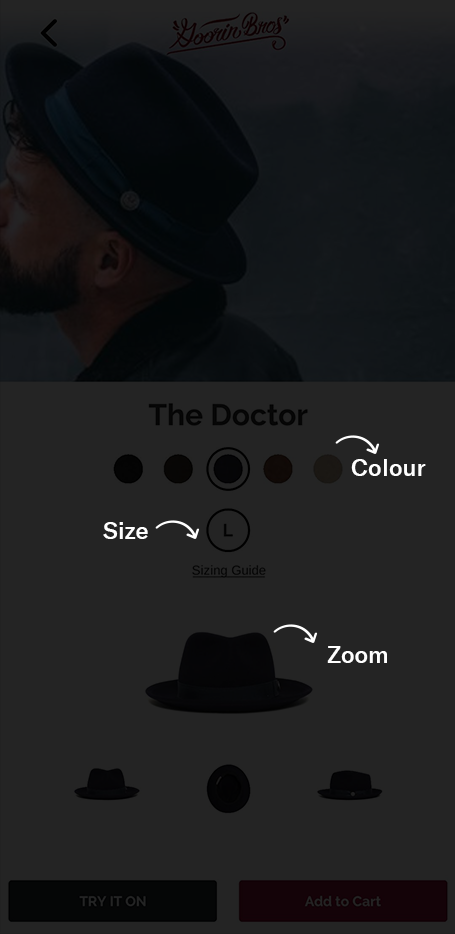 Goorin Bros
The Doctor
Colour
Size
L
Sizing Guide
Zoom
TRY IT ON
Add to Cart